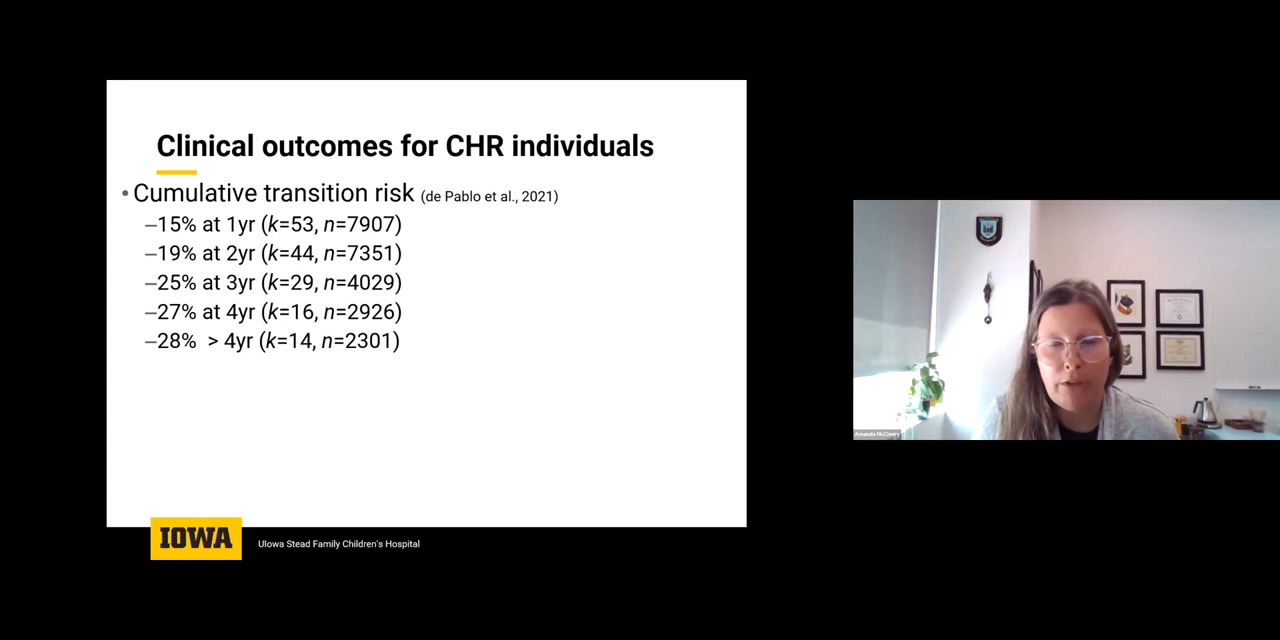 Clinical outcomes for CHR individuals
• Cumulative transition risk (de Pablo et al., 2021)
–15% at 1yr (k=53, n=7907)
–19% at 2yr (k=44, n=7351)
–25% at 3yr (k=29, n=4029)
–27% at 4yr (k=16, n=2926)
–28%  > 4yr (k=14, n=2301)
IOWA
UIowa Stead Family Children's Hospital
Amanda McCleery